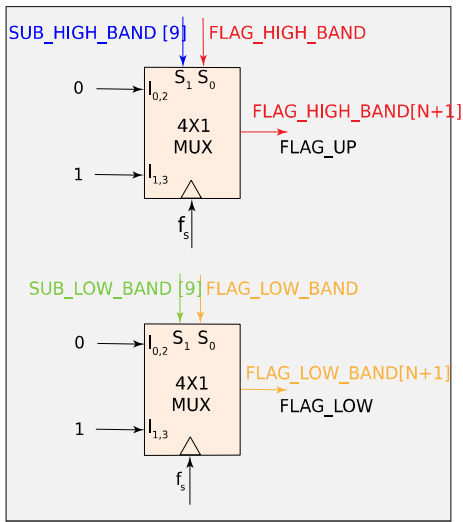 SUB_HIGH_BAND [9] FLAG_HIGH_BAND
S1 S0
0
I0,2
4X1
MUX
FLAG_HIGH_BAND[N+1]
FLAG_UP
1
I1,3
fs
SUB_LOW_BAND [9] FLAG_LOW_BAND
S1 S0
0
I0,2
4X1
MUX
FLAG_LOW_BAND[N+1]
FLAG_LOW
1
I1,3
fs